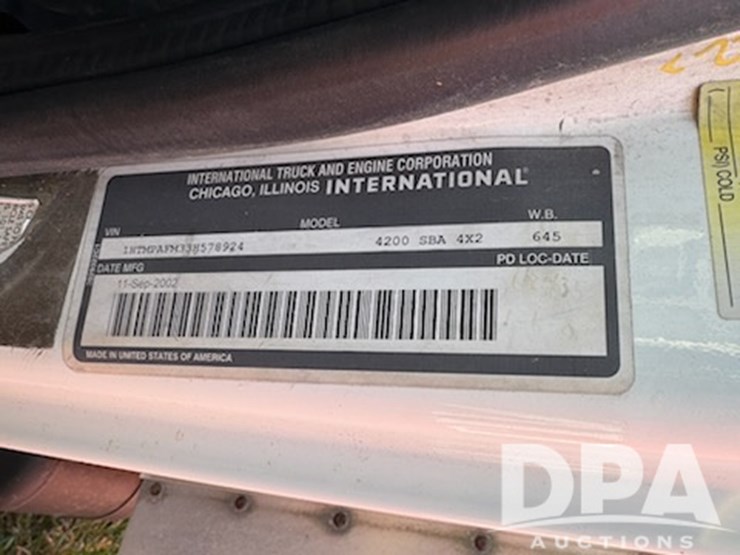 INTERNATIONAL TRUCK AND ENGINE CORPORATION
CHICAGO, ILLINOIS INTERNATIONAL
VIN MODEL W.B.
1HTMPAFM33H578924 4200 SBA 4X2 645
DATE MFG PD LOC-DATE
11-Sep-2002
MADE IN UNITED STATES OF AMERICA
PSI) COLD
DPA
AUCTIONS